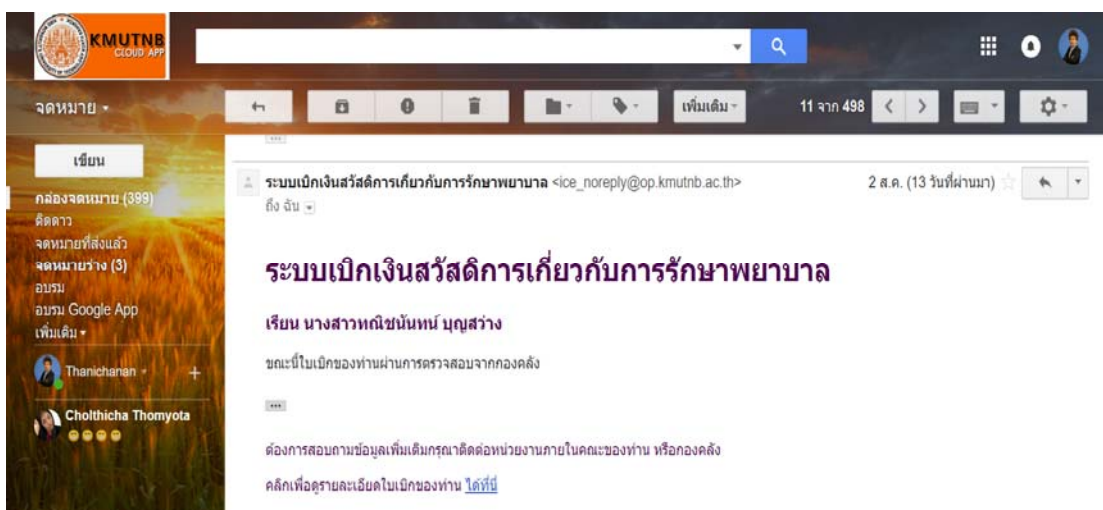 KMUTNB
CLOUD APP
จดหมาย
เพิ่มเติม
11 จาก 498
เขียน
ระบบเบิกเงินสวัสดิการเกี่ยวกับการรักษาพยาบาล <ice_noreply@op.kmutnb.ac.th>
2 ส.ค. (13 วันที่ผ่านมา)
ถึง ฉัน
กล่องจดหมาย (399)
ติดดาว
จดหมายที่ส่งแล้ว
จดหมายร่าง (3)
อบรม
อบรม Google App
เพิ่มเติม
Thanichanan
Cholthicha Thomyota
ระบบเบิกเงินสวัสดิการเกี่ยวกับการรักษาพยาบาล
เรียน นางสาวทณิชนันทน์ บุญสว่าง
ขณะนี้ใบเบิกของท่านผ่านการตรวจสอบจากกองคลัง
ต้องการสอบถามข้อมูลเพิ่มเติมกรุณาติดต่อหน่วยงานภายในคณะของท่าน หรือกองคลัง
คลิกเพื่อดูรายละเอียดใบเบิกของท่าน ได้ที่นี่